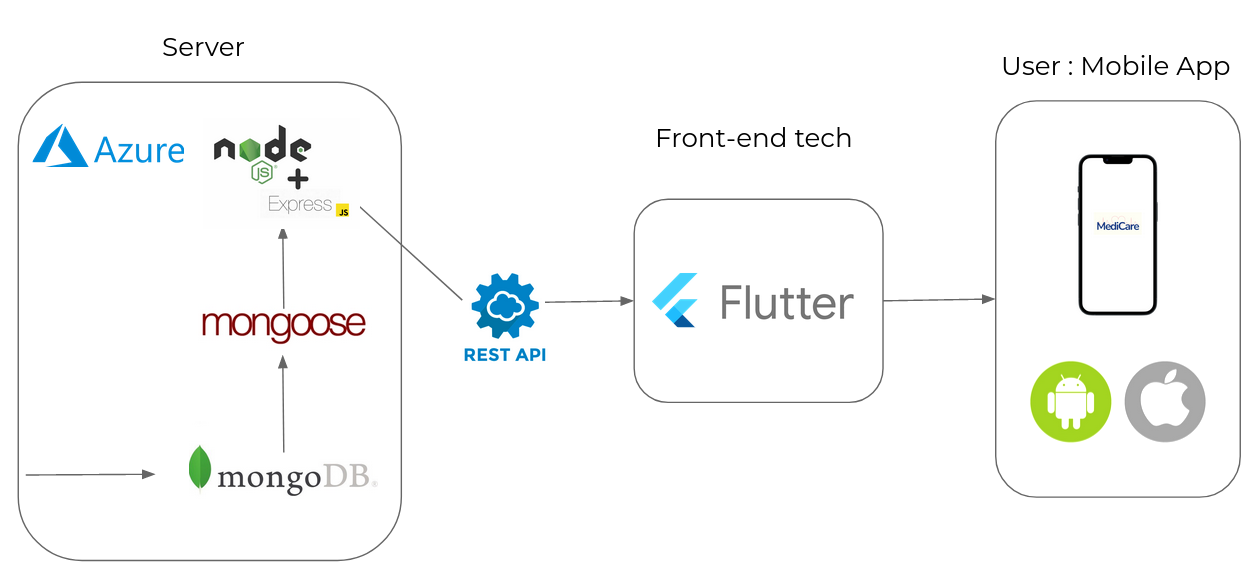 Server
User : Mobile App
Front-end tech
Azure
node
JS
+
Express
JS
MediCare
Flutter
mongoose
REST API
mongoDB